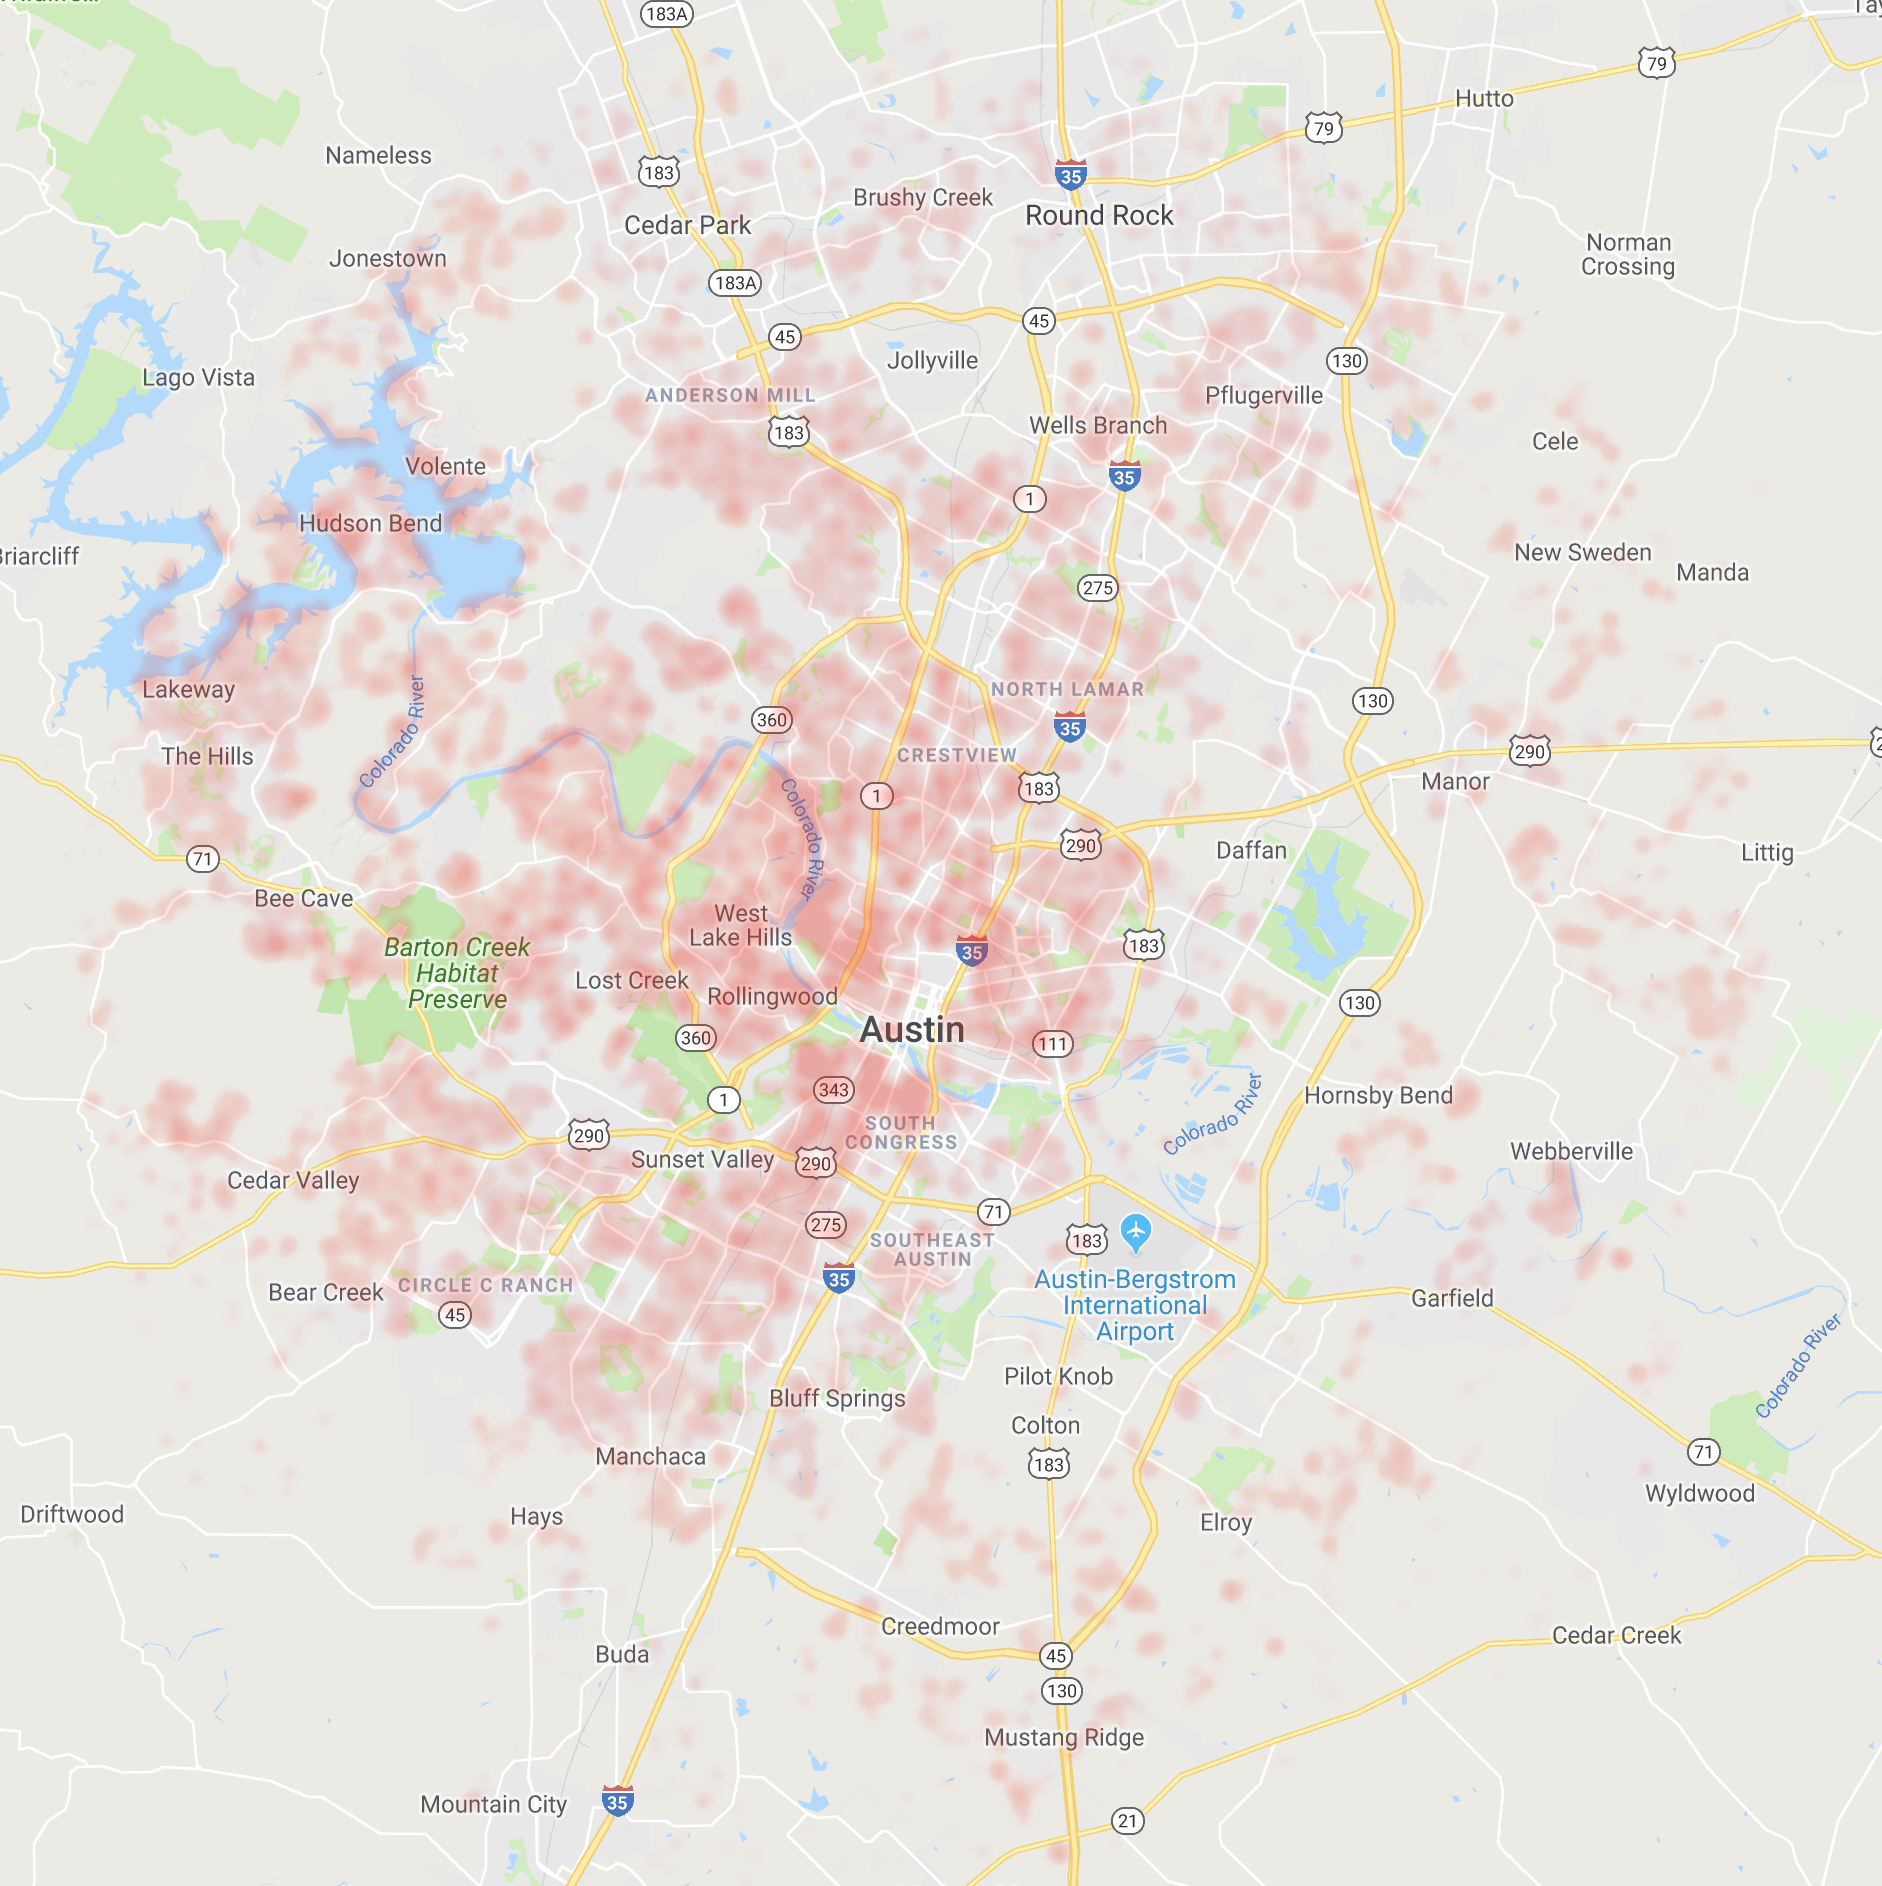 183A
79
Hutto
79
Nameless
183
35
Brushy Creek
Round Rock
Cedar Park
Jonestown
Norman
Crossing
183A
45
45
Jollyville
130
Lago Vista
ANDERSON MILL
Pflugerville
183
Wells Branch
Cele
Volente
35
1
Hudson Bend
Briarcliff
New Sweden
Manda
275
Lakeway
NORTH LAMAR
130
Colorado River
360
35
The Hills
CRESTVIEW
290
Manor
183
1
Colorado River
290
71
Daffan
Littig
Bee Cave
West
Lake Hills
Barton Creek
Habitat
Preserve
183
35
Lost Creek
Rollingwood
130
Austin
360
111
343
1
Hornsby Bend
Colorado River
SOUTH
CONGRESS
290
Sunset Valley
290
Webberville
Cedar Valley
71
275
183
SOUTHEAST
AUSTIN
35
Austin-Bergstrom
International
Airport
Bear Creek
CIRCLE C RANCH
45
Garfield
Colorado River
Pilot Knob
Bluff Springs
Colton
Manchaca
183
71
Wyldwood
Driftwood
Hays
Elroy
Creedmoor
Cedar Creek
Buda
45
130
Mustang Ridge
Mountain City
35
21